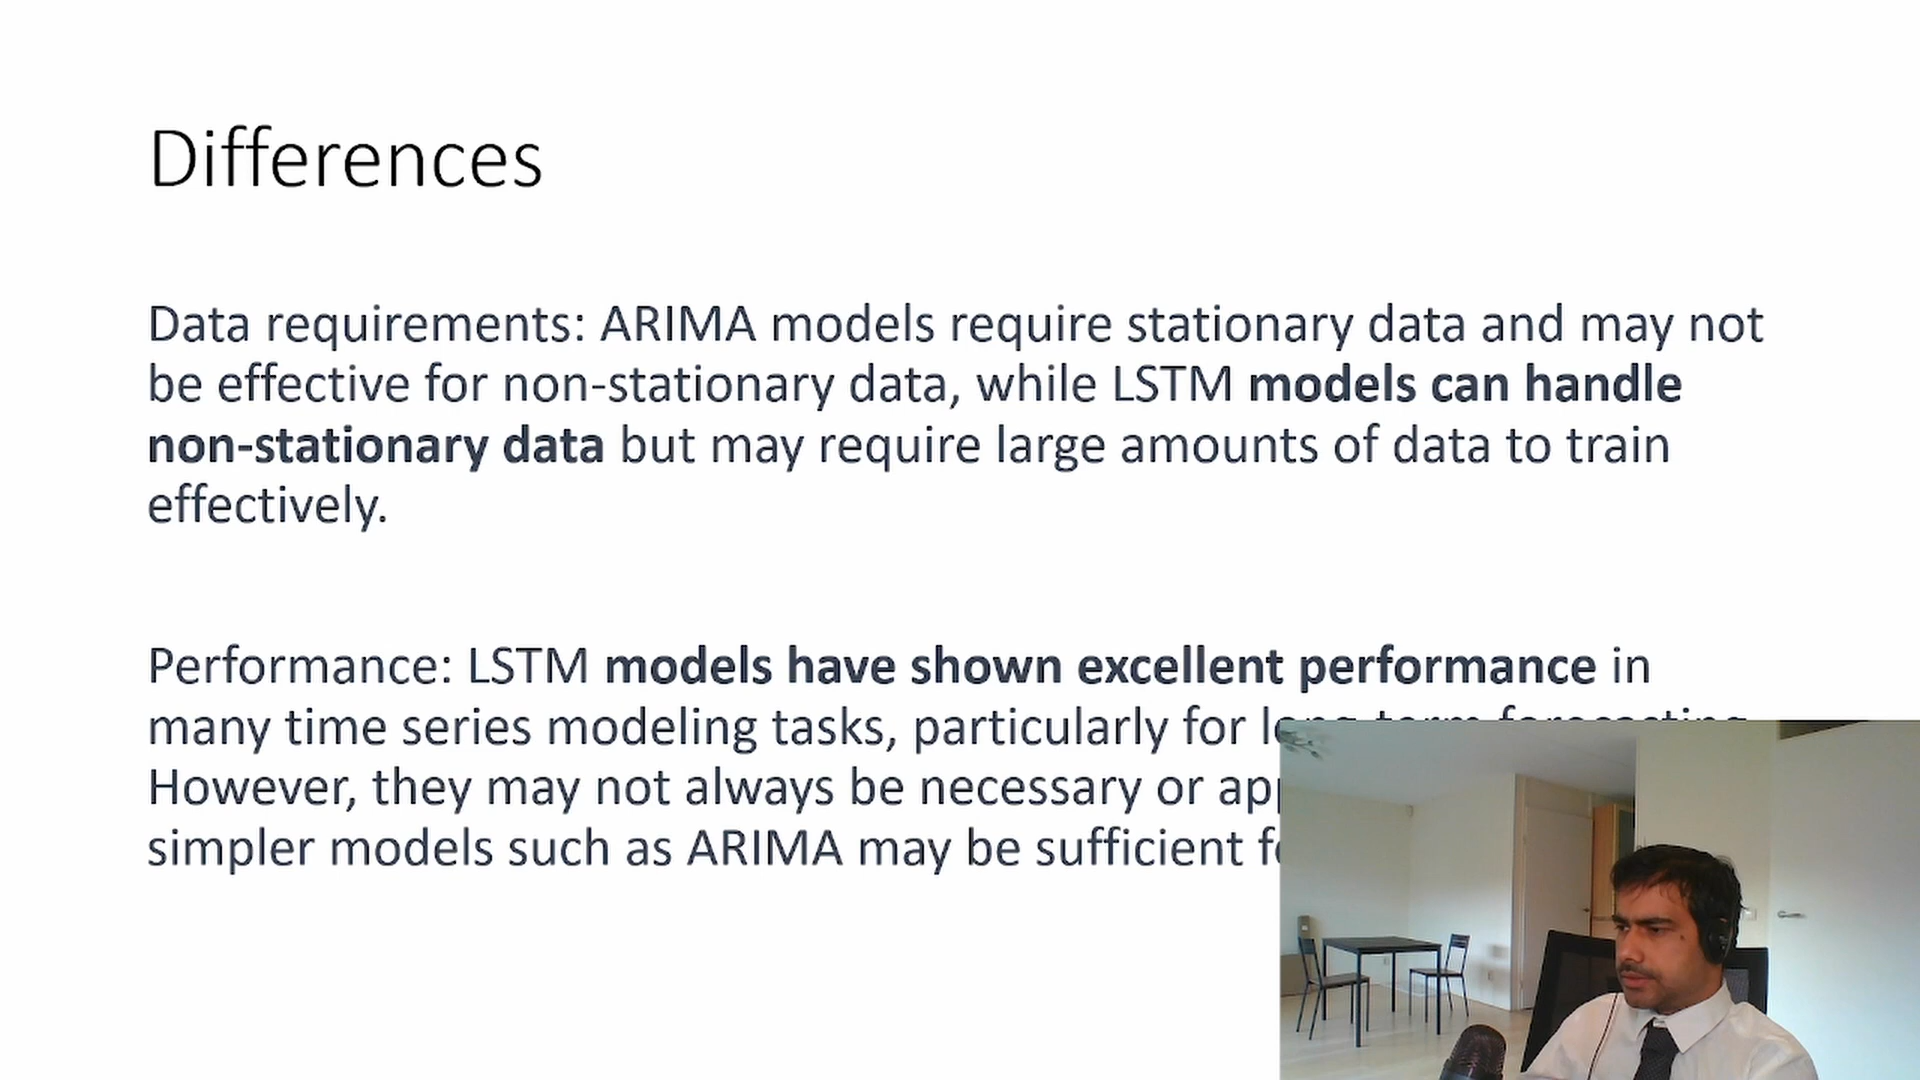 Differences
Data requirements: ARIMA models require stationary data and may not
be effective for non-stationary data, while LSTM models can handle
non-stationary data but may require large amounts of data to train
effectively.
Performance: LSTM models have shown excellent performance in
many time series modeling tasks, particularly for long-term forecasting
However, they may not always be necessary or
simpler models such as ARIMA may be sufficient